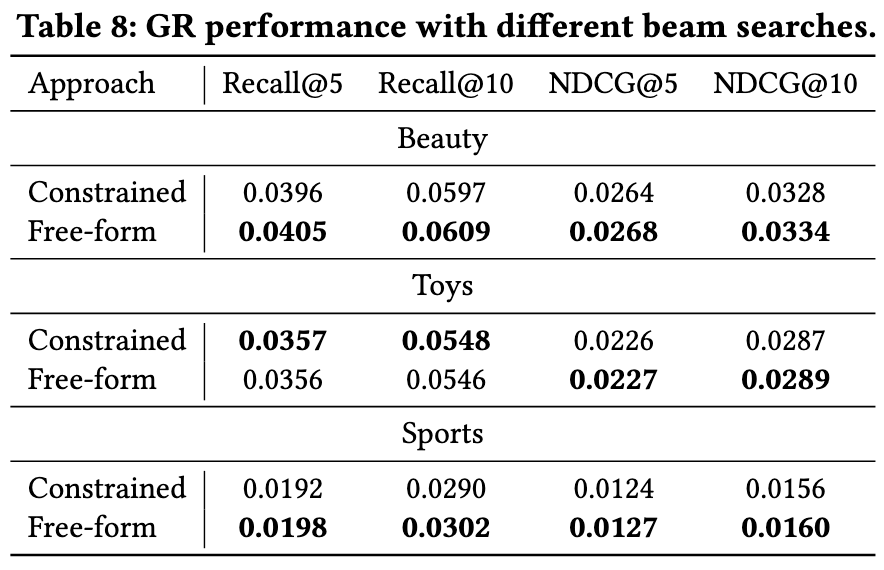 Table 8: GR performance with different beam searches.
Approach Recall@5 Recall@10 NDCG@5 NDCG@10
Beauty
Constrained 0.0396 0.0597 0.0264 0.0328
Free-form 0.0405 0.0609 0.0268 0.0334
Toys
Constrained 0.0357 0.0548 0.0226 0.0287
Free-form 0.0356 0.0546 0.0227 0.0289
Sports
Constrained 0.0192 0.0290 0.0124 0.0156
Free-form 0.0198 0.0302 0.0127 0.0160